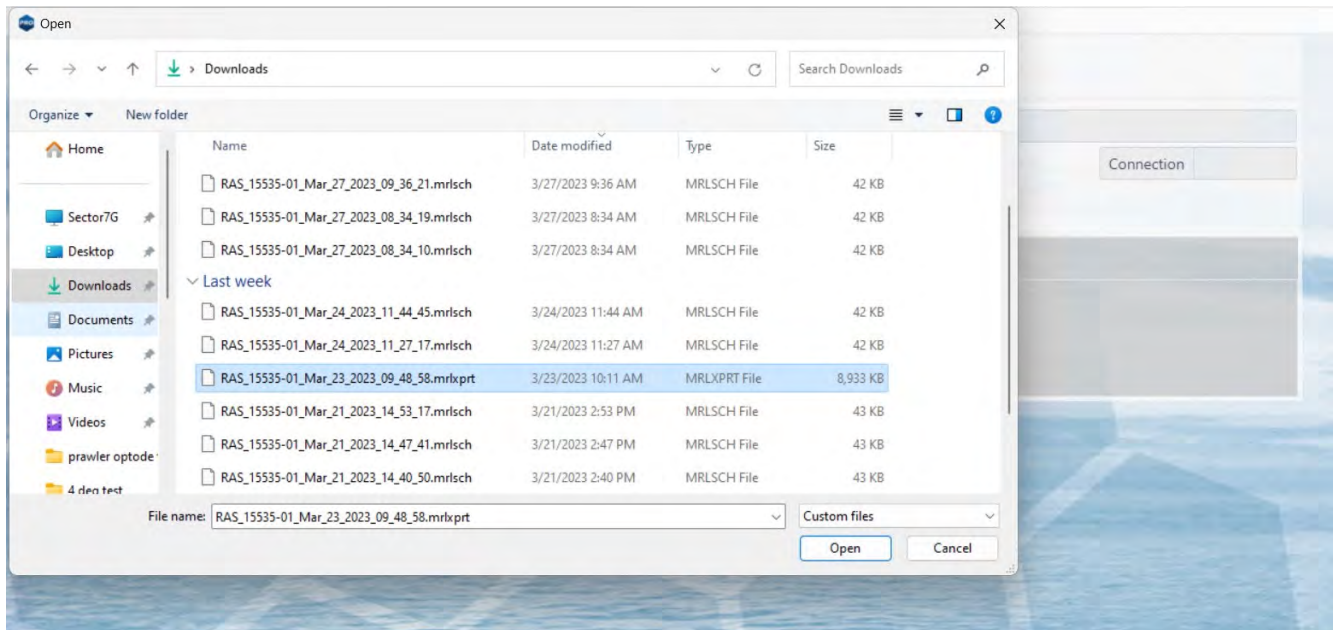 PRO Open
Downloads Search Downloads
Organize New folder ?
Home Name Date modified Type Size
Connection
RAS_15535-01_Mar_27_2023_09_36_21.mrlsch 3/27/2023 9:36 AM MRLSCH File 42 KB
Sector7G RAS_15535-01_Mar_27_2023_08_34_19.mrlsch 3/27/2023 8:34 AM MRLSCH File 42 KB
Desktop RAS_15535-01_Mar_27_2023_08_34_10.mrlsch 3/27/2023 8:34 AM MRLSCH File 42 KB
Downloads Last week
Documents RAS_15535-01_Mar_24_2023_11_44_45.mrlsch 3/24/2023 11:44 AM MRLSCH File 42 KB
Pictures RAS_15535-01_Mar_24_2023_11_27_17.mrlsch 3/24/2023 11:27 AM MRLSCH File 42 KB
Music RAS_15535-01_Mar_23_2023_09_48_58.mrlxprt 3/23/2023 10:11 AM MRLXPRT File 8,933 KB
Videos RAS_15535-01_Mar_21_2023_14_53_17.mrlsch 3/21/2023 2:53 PM MRLSCH File 43 KB
prawler optode RAS_15535-01_Mar_21_2023_14_47_41.mrlsch 3/21/2023 2:47 PM MRLSCH File 43 KB
4 deg test RAS_15535-01_Mar_21_2023_14_40_50.mrlsch 3/21/2023 2:40 PM MRLSCH File 43 KB
File name: RAS_15535-01_Mar_23_2023_09_48_58.mrlxprt Custom files
Open Cancel